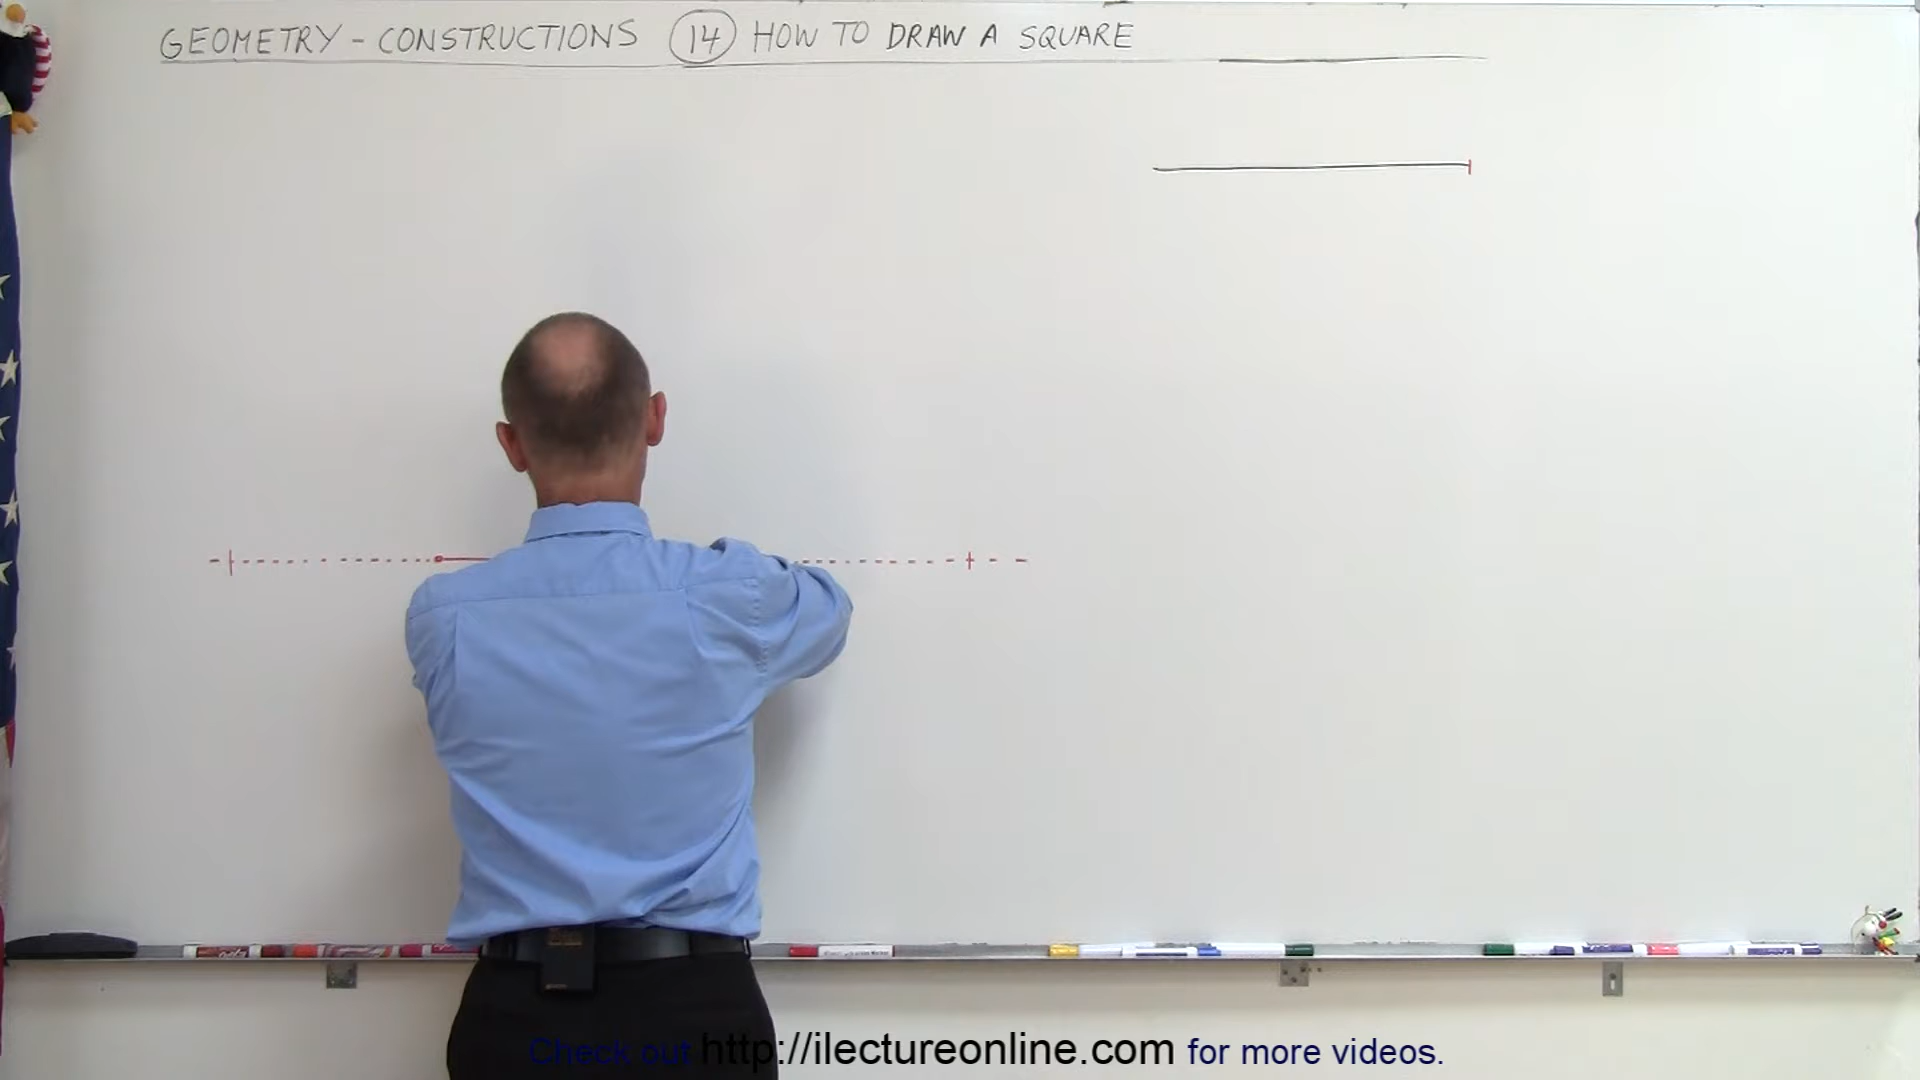 GEOMETRY - CONSTRUCTIONS 14 HOW TO DRAW A SQUARE
Check out http://ilectureonline.com for more videos.